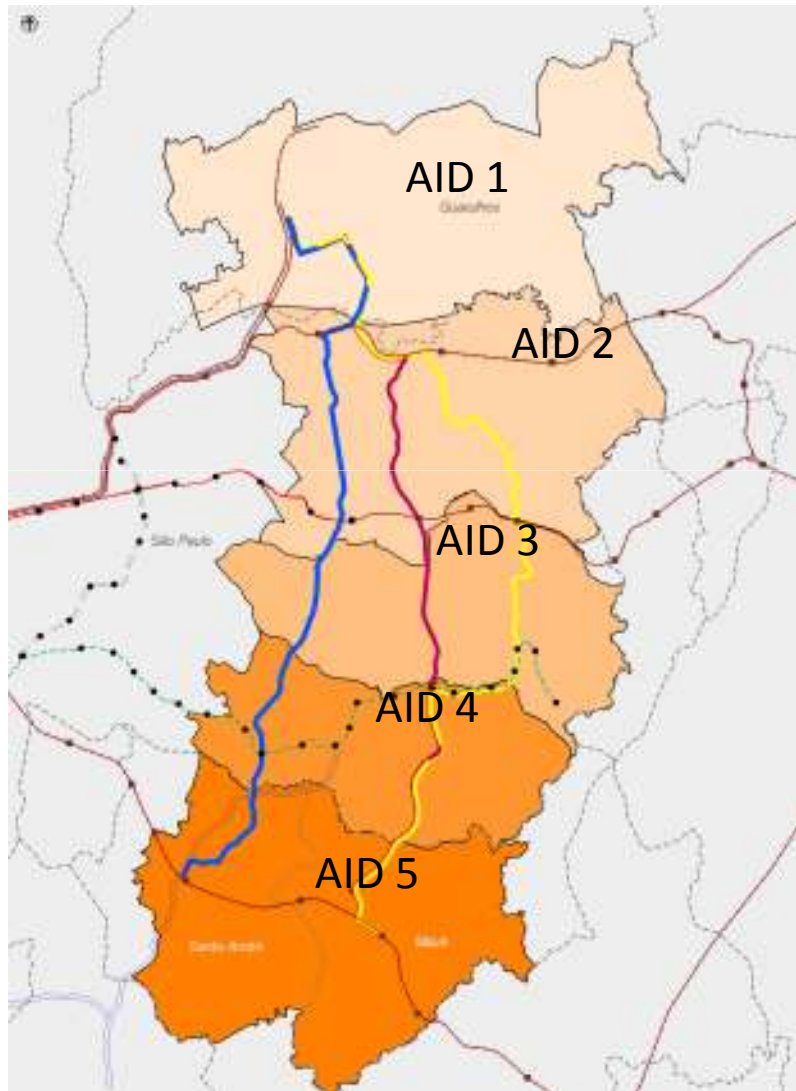 AID 1
Guarulhos
AID 2
AID 3
São Paulo
AID 4
AID 5
Santo André
Mauá